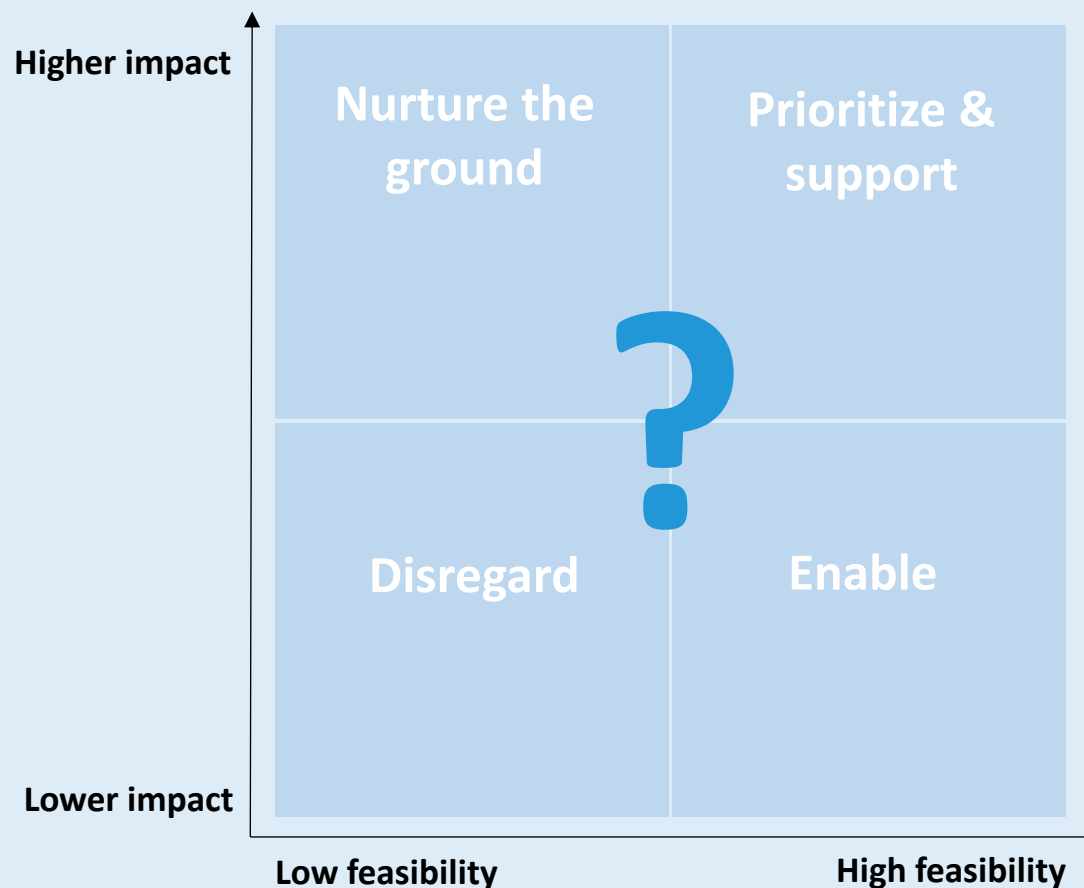 Higher impact
Nurture the
ground
Prioritize &
support
?
Disregard
Enable
Lower impact
Low feasibility
High feasibility